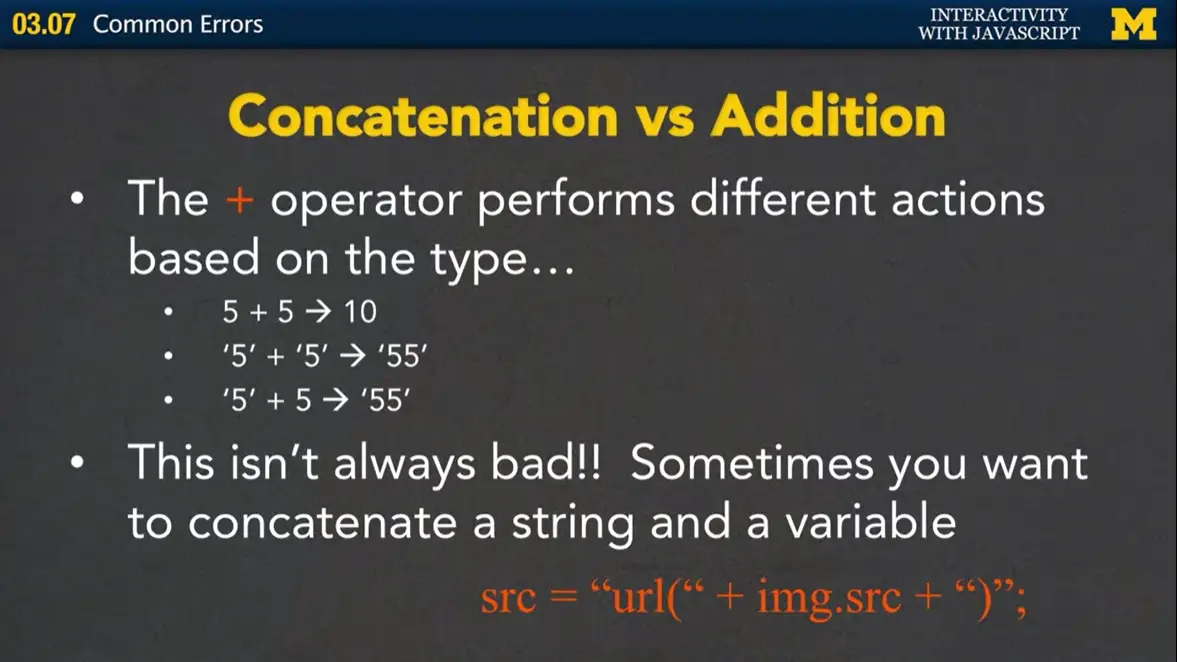 03.07 Common Errors
INTERACTIVITY
WITH JAVASCRIPT
M
Concatenation vs Addition
• The + operator performs different actions
based on the type...
• 5 + 5 → 10
• ‘5’ + ‘5’ → ‘55’
• ‘5’ + 5 → ‘55’
• This isn’t always bad!! Sometimes you want
to concatenate a string and a variable
src = “url(“ + img.src + “)”;